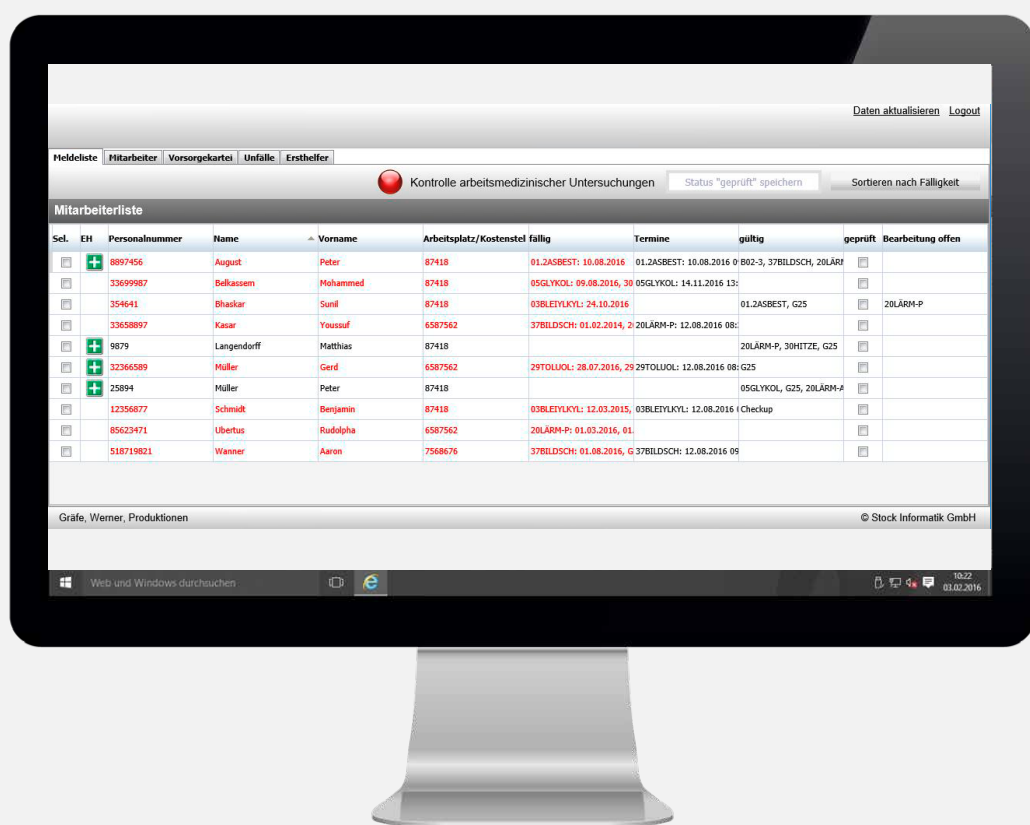 Daten aktualisieren Logout
Meldeliste Mitarbeiter Vorsorgekartei Unfälle Ersthelfer
Kontrolle arbeitsmedizinischer Untersuchungen Status "geprüft" speichern Sortieren nach Fälligkeit
Mitarbeiterliste
Sel. EH Personalnummer Name Vorname Arbeitsplatz/Kostenstel fällig Termine gültig geprüft Bearbeitung offen
8897456 August Peter 87418 01.2ASBEST: 10.08.2016 01.2ASBEST: 10.08.2016 B02-3, 37BILDSCH, 20LÄRM
33699987 Belkassem Mohammed 87418 05GLYKOL: 09.08.2016, 30 05GLYKOL: 14.11.2016 13:
354641 Bhaskar Sunil 87418 03BLEIYLKYL: 24.10.2016 01.2ASBEST, G25 20LÄRM-P
33658897 Kasar Youssuf 6587562 37BILDSCH: 01.02.2014, 2 20LÄRM-P: 12.08.2016 08:
9879 Langendorff Matthias 87418 20LÄRM-P, 30HITZE, G25
32366589 Müller Gerd 6587562 29TOLUOL: 28.07.2016, 29 29TOLUOL: 12.08.2016 08: G25
25894 Müller Peter 87418 05GLYKOL, G25, 20LÄRM-A
12356877 Schmidt Benjamin 87418 03BLEIYLKYL: 12.03.2015, 03BLEIYLKYL: 12.08.2016 Checkup
85623471 Ubertus Rudolpha 6587562 20LÄRM-P: 01.03.2016, 01.
518719821 Wanner Aaron 7568676 37BILDSCH: 01.08.2016, G 37BILDSCH: 12.08.2016 09
Gräfe, Werner, Produktionen © Stock Informatik GmbH
Web und Windows durchsuchen 10:22
03.02.2016